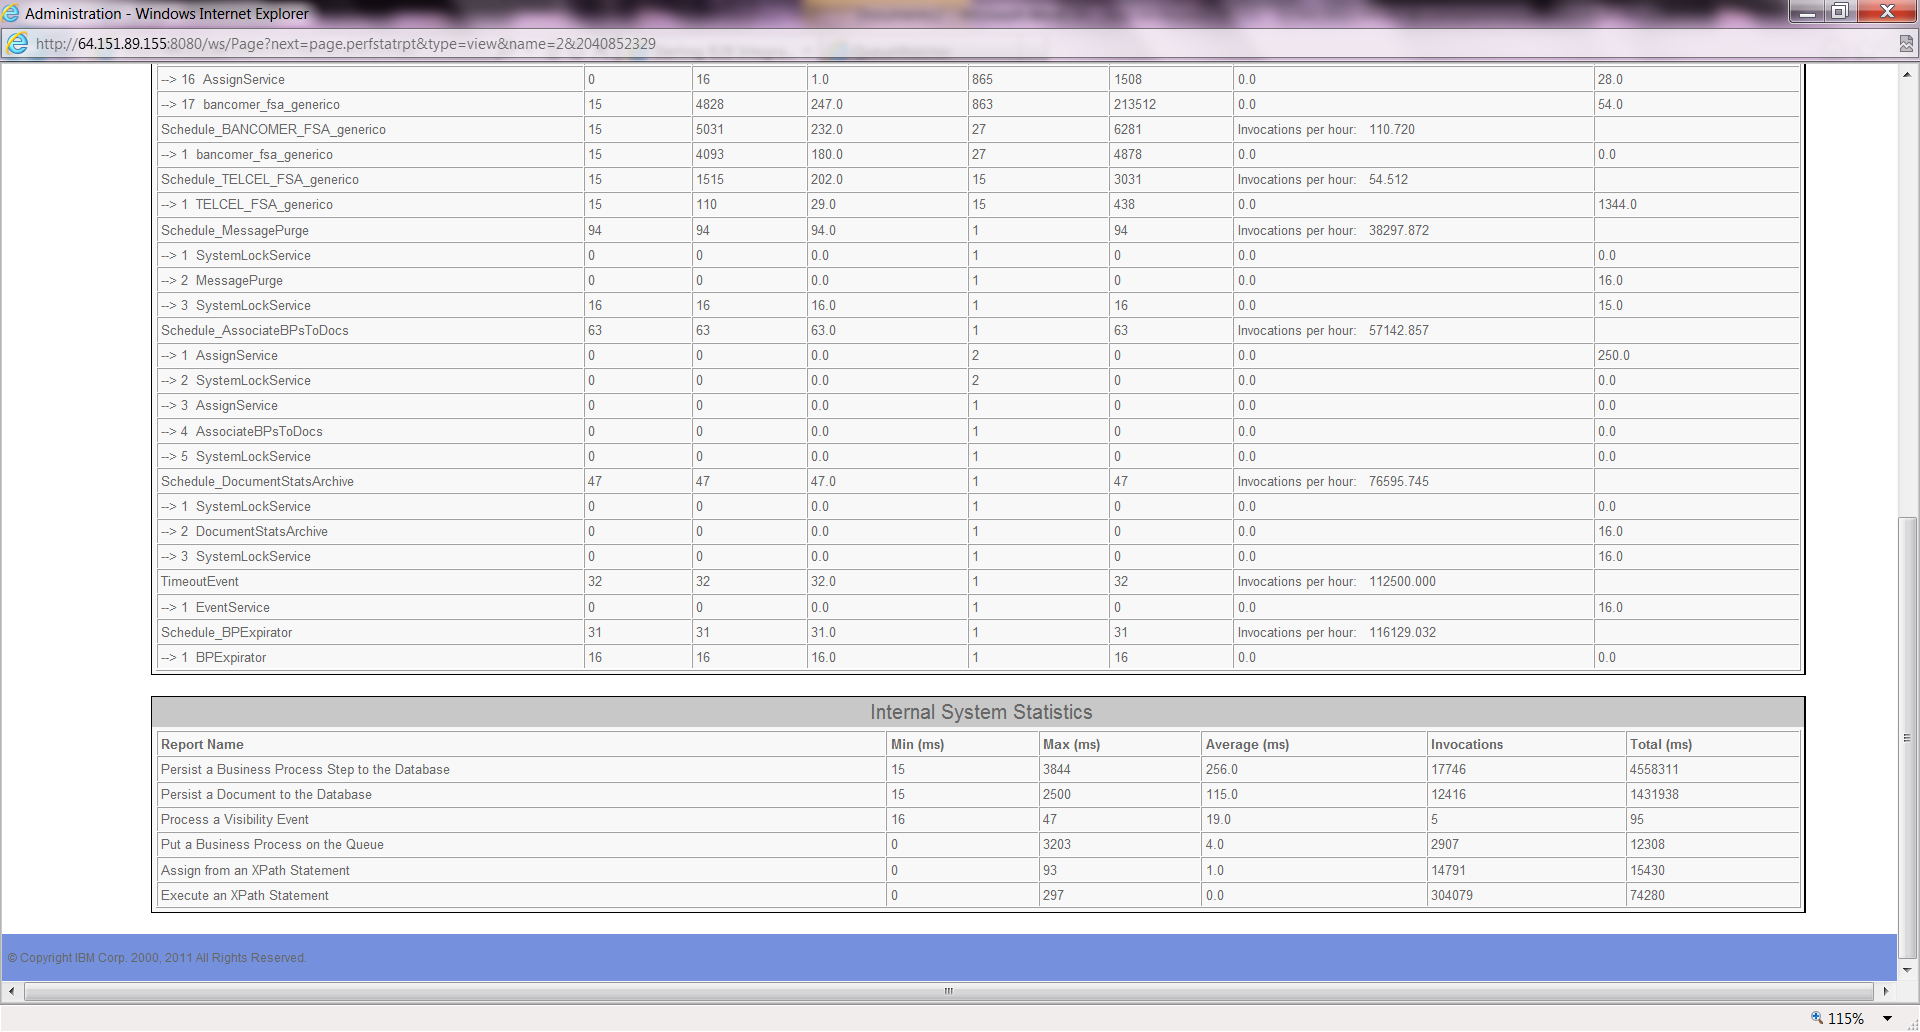 Administration - Windows Internet Explorer
http://64.151.89.155:8080/ws/Page?next=page.perfstatrpt&type=view&name=2&2040852329
--> 16 AssignService 0 16 1.0 865 1508 0.0 28.0
--> 17 bancomer_fsa_generico 15 4828 247.0 863 213512 0.0 54.0
Schedule_BANCOMER_FSA_generico 15 5031 232.0 27 6281 Invocations per hour: 110.720
--> 1 bancomer_fsa_generico 15 4093 180.0 27 4878 0.0 0.0
Schedule_TELCEL_FSA_generico 15 1515 202.0 15 3031 Invocations per hour: 54.512
--> 1 TELCEL_FSA_generico 15 110 29.0 15 438 0.0 1344.0
Schedule_MessagePurge 94 94 94.0 1 94 Invocations per hour: 38297.872
--> 1 SystemLockService 0 0 0.0 1 0 0.0 0.0
--> 2 MessagePurge 0 0 0.0 1 0 0.0 16.0
--> 3 SystemLockService 16 16 16.0 1 16 0.0 15.0
Schedule_AssociateBPsToDocs 63 63 63.0 1 63 Invocations per hour: 57142.857
--> 1 AssignService 0 0 0.0 2 0 0.0 250.0
--> 2 SystemLockService 0 0 0.0 2 0 0.0 0.0
--> 3 AssignService 0 0 0.0 1 0 0.0 0.0
--> 4 AssociateBPsToDocs 0 0 0.0 1 0 0.0 0.0
--> 5 SystemLockService 0 0 0.0 1 0 0.0 0.0
Schedule_DocumentStatsArchive 47 47 47.0 1 47 Invocations per hour: 76595.745
--> 1 SystemLockService 0 0 0.0 1 0 0.0 0.0
--> 2 DocumentStatsArchive 0 0 0.0 1 0 0.0 16.0
--> 3 SystemLockService 0 0 0.0 1 0 0.0 16.0
TimeoutEvent 32 32 32.0 1 32 Invocations per hour: 112500.000
--> 1 EventService 0 0 0.0 1 0 0.0 16.0
Schedule_BPExpirator 31 31 31.0 1 31 Invocations per hour: 116129.032
--> 1 BPExpirator 16 16 16.0 1 16 0.0 0.0
Internal System Statistics
Report Name Min (ms) Max (ms) Average (ms) Invocations Total (ms)
Persist a Business Process Step to the Database 15 3844 256.0 17746 4558311
Persist a Document to the Database 15 2500 115.0 12416 1431938
Process a Visibility Event 16 47 19.0 5 95
Put a Business Process on the Queue 0 3203 4.0 2907 12308
Assign from an XPath Statement 0 93 1.0 14791 15430
Execute an XPath Statement 0 297 0.0 304079 74280
© Copyright IBM Corp. 2000, 2011 All Rights Reserved.
115%